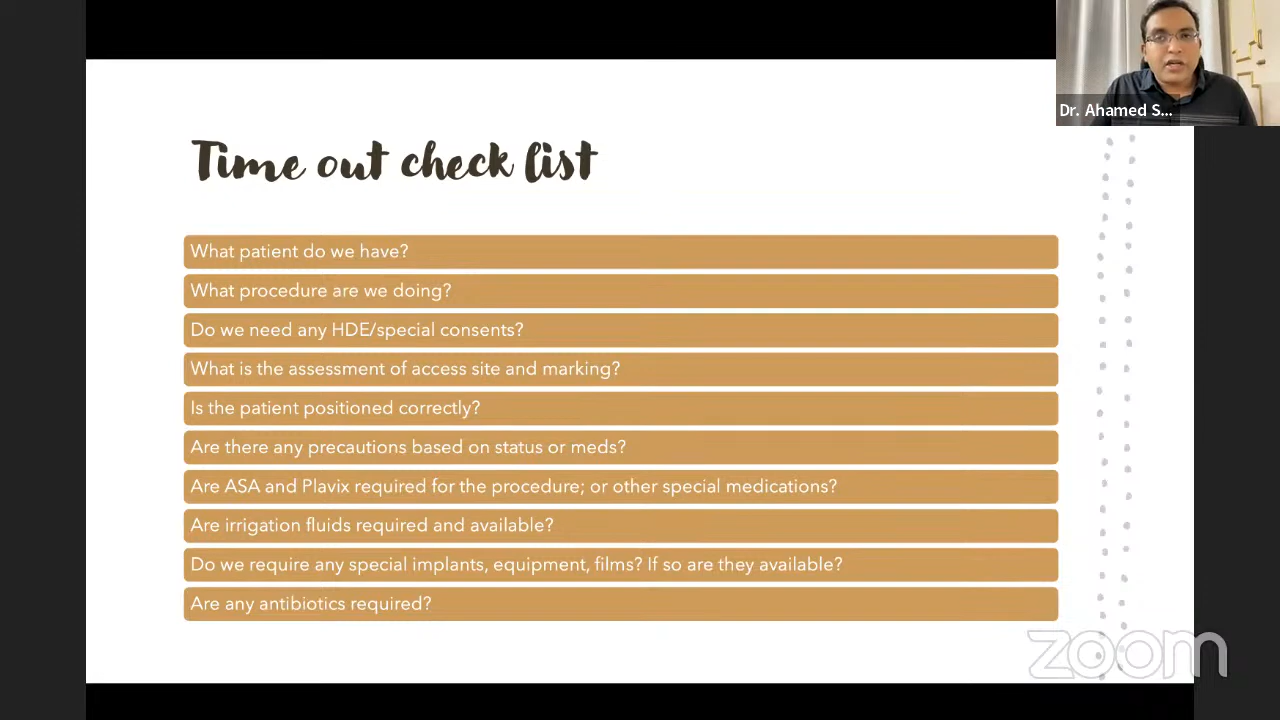 Dr. Ahamed S...
Time out check list
What patient do we have?
What procedure are we doing?
Do we need any HDE/special consents?
What is the assessment of access site and marking?
Is the patient positioned correctly?
Are there any precautions based on status or meds?
Are ASA and Plavix required for the procedure; or other special medications?
Are irrigation fluids required and available?
Do we require any special implants, equipment, films? If so are they available?
Are any antibiotics required?
zoom